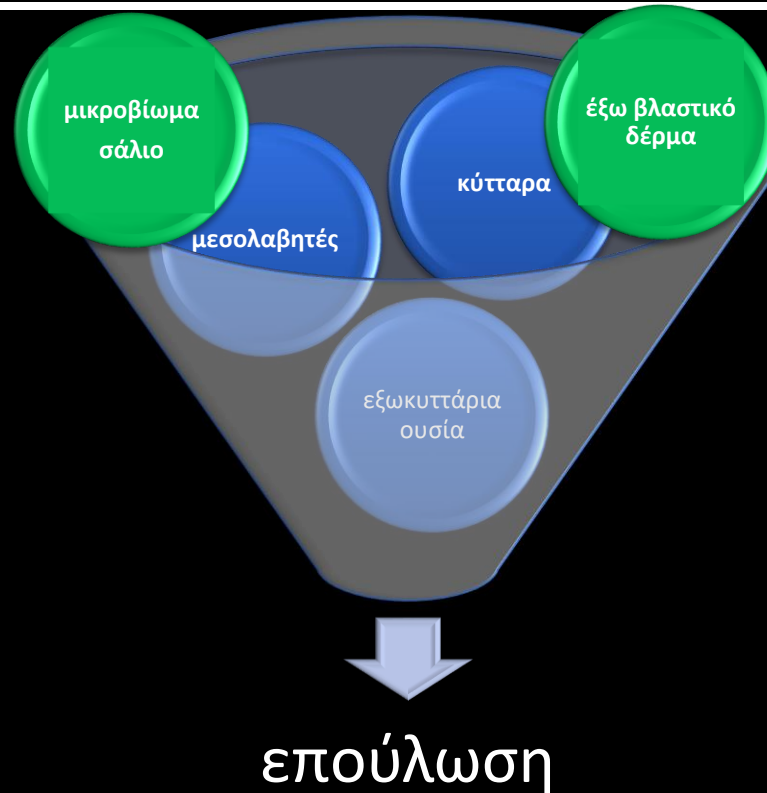 μικροβίωμα
σάλιο
έξω βλαστικό
δέρμα
κύτταρα
μεσολαβητές
εξωκυττάρια
ουσία
επούλωση